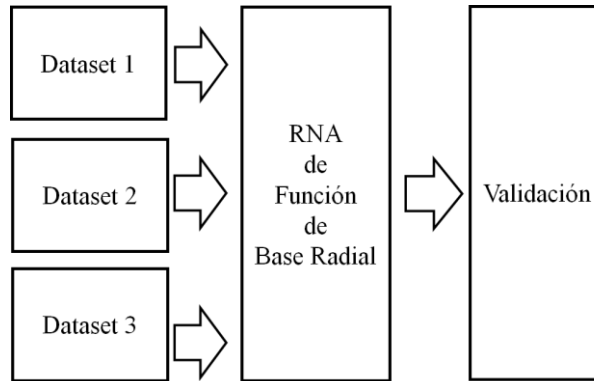 Dataset 1
Dataset 2
Dataset 3
RNA
de
Función
de
Base Radial
Validación